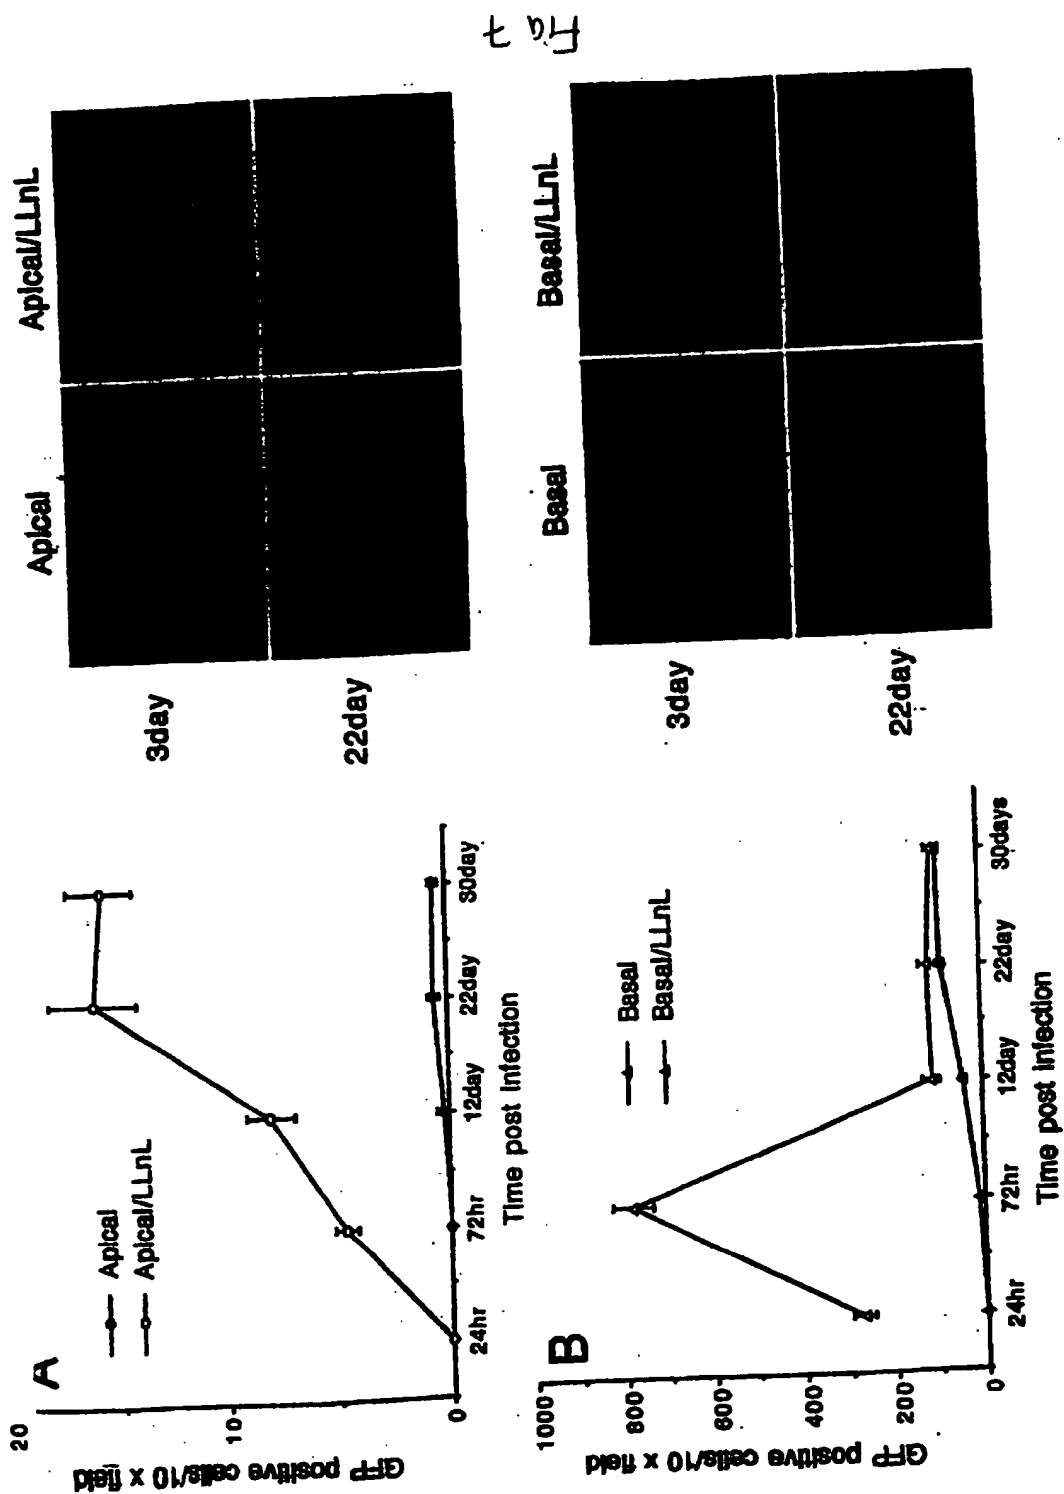 Fig 7
A
GFP positive cells/10 x field
20
10
0
Apical
Apical/LLnL
24hr
72hr
12day
22day
30day
Time post infection
Apical
Apical/LLnL
3day
22day
B
GFP positive cells/10 x field
1000
800
600
400
200
0
Basal
Basal/LLnL
24hr
72hr
12day
22day
30days
Time post infection
Basal
Basal/LLnL
3day
22day